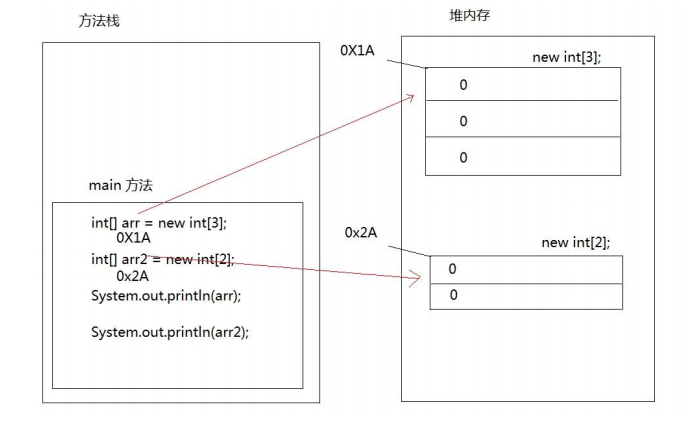 方法栈
main 方法
int[] arr = new int[3];
0X1A
int[] arr2 = new int[2];
0x2A
System.out.println(arr);
System.out.println(arr2);
堆内存
0X1A
new int[3];
0
0
0
0x2A
new int[2];
0
0